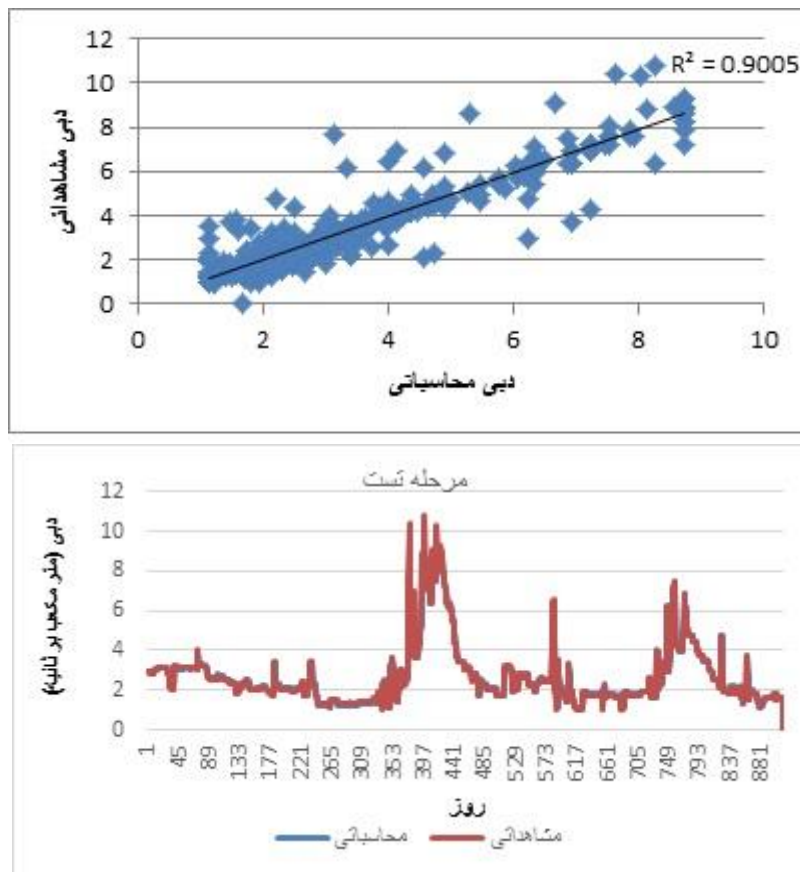 12
10
8
6
4
2
0
R² = 0.9005
دبی مشاهداتی
0 2 4 6 8 10
دبی محاسباتی
مرحله تست
12
10
8
6
4
2
0
دبی (متر مکعب بر ثانیه)
1 45 89 133 177 221 265 309 353 397 441 485 529 573 617 661 705 749 793 837 881
روز
محاسباتی مشاهداتی